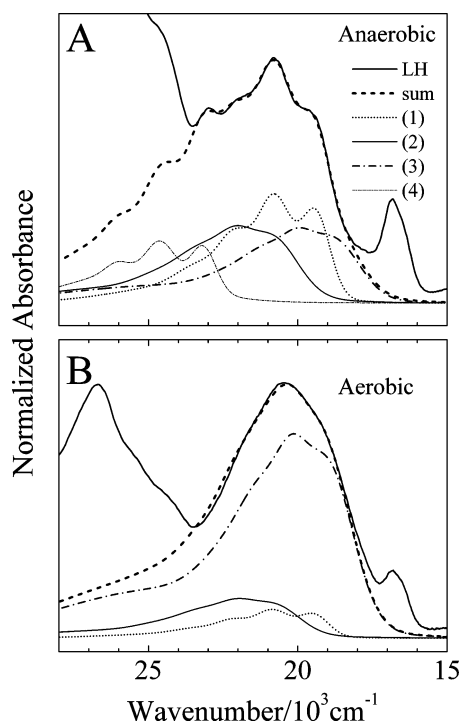 A
Anaerobic
LH
sum
(1)
(2)
(3)
(4)
Normalized Absorbance
B
Aerobic
25 20 15
Wavenumber/10³cm⁻¹